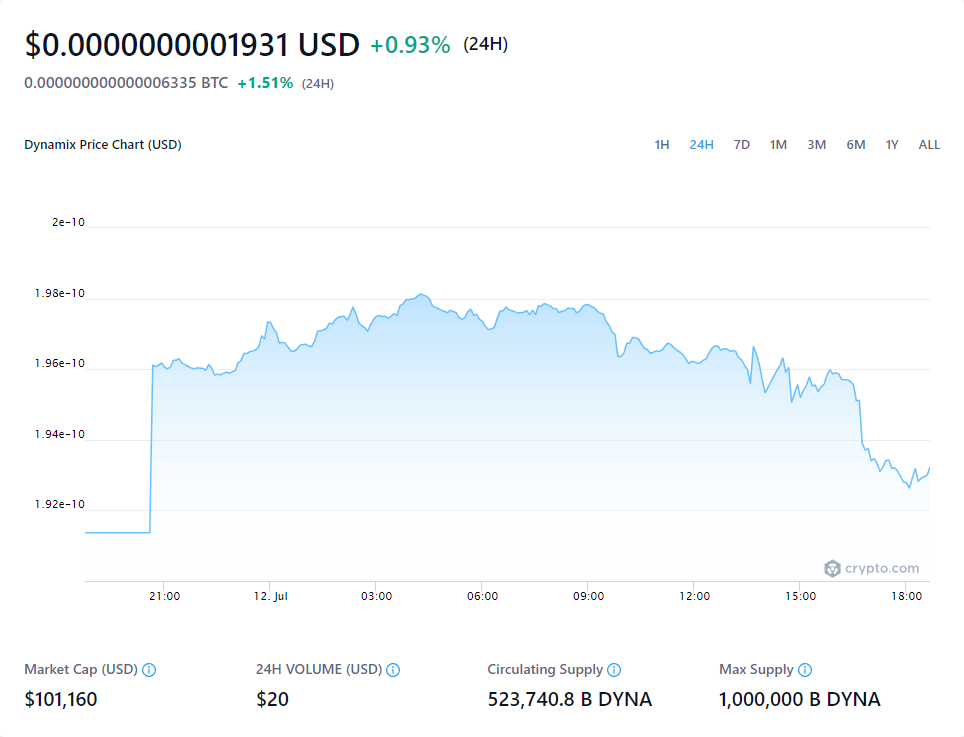 $0.0000000001931 USD +0.93% (24H)
0.000000000000006335 BTC +1.51% (24H)
Dynamix Price Chart (USD) 1H 24H 7D 1M 3M 6M 1Y ALL
2e-10
1.98e-10
1.96e-10
1.94e-10
1.92e-10
crypto.com
21:00 12. Jul 03:00 06:00 09:00 12:00 15:00 18:00
Market Cap (USD) 24H VOLUME (USD) Circulating Supply Max Supply
$101,160 $20 523,740.8 B DYNA 1,000,000 B DYNA